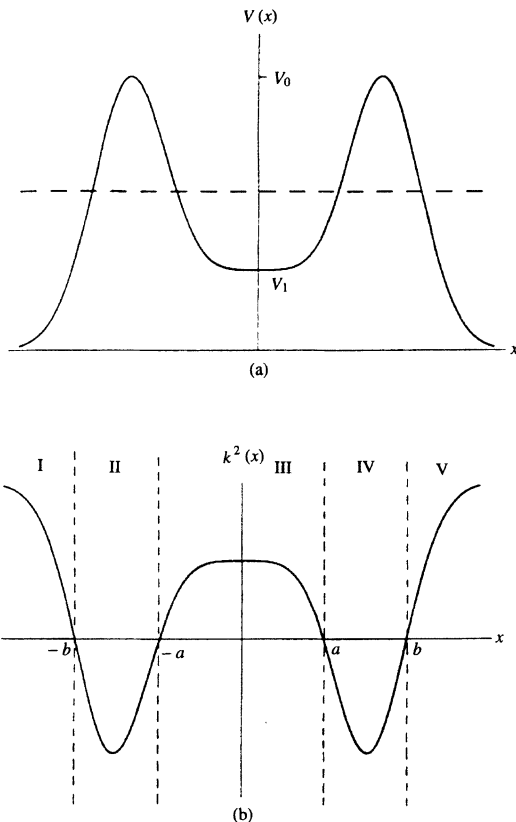 V (x)
V₀
V₁
x
(a)
I II k² (x) III IV V
x
−b −a a b
(b)